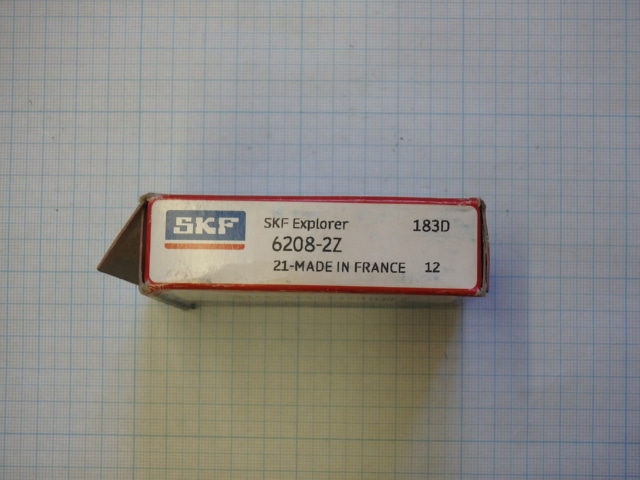 SKF
SKF Explorer 183D
6208-2Z
21-MADE IN FRANCE 12